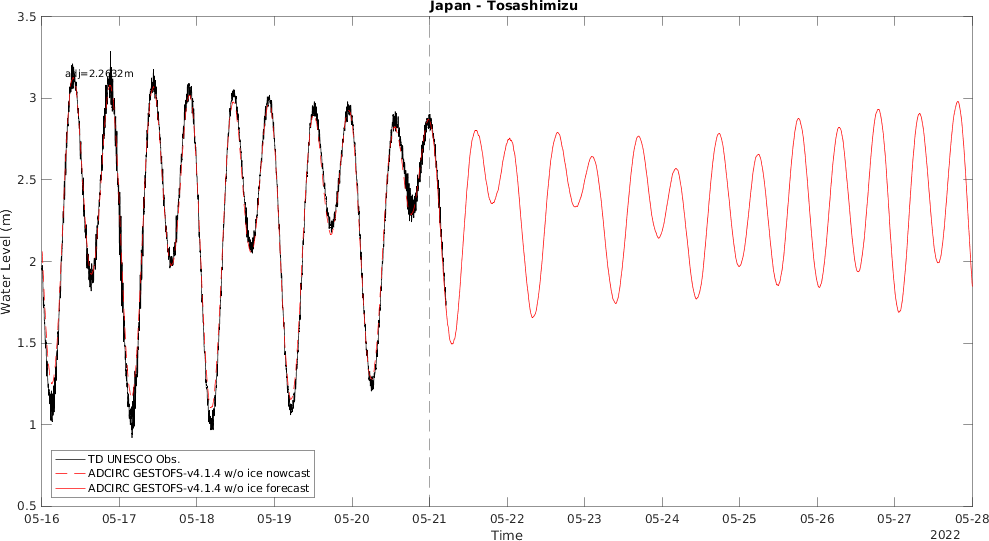 Japan - Tosashimizu
3.5
3
2.5
2
1.5
1
0.5
Water Level (m)
adj=2.2632m
TD UNESCO Obs.
ADCIRC GESTOFS-v4.1.4 w/o ice nowcast
ADCIRC GESTOFS-v4.1.4 w/o ice forecast
05-16 05-17 05-18 05-19 05-20 05-21 05-22 05-23 05-24 05-25 05-26 05-27 05-28
Time
2022